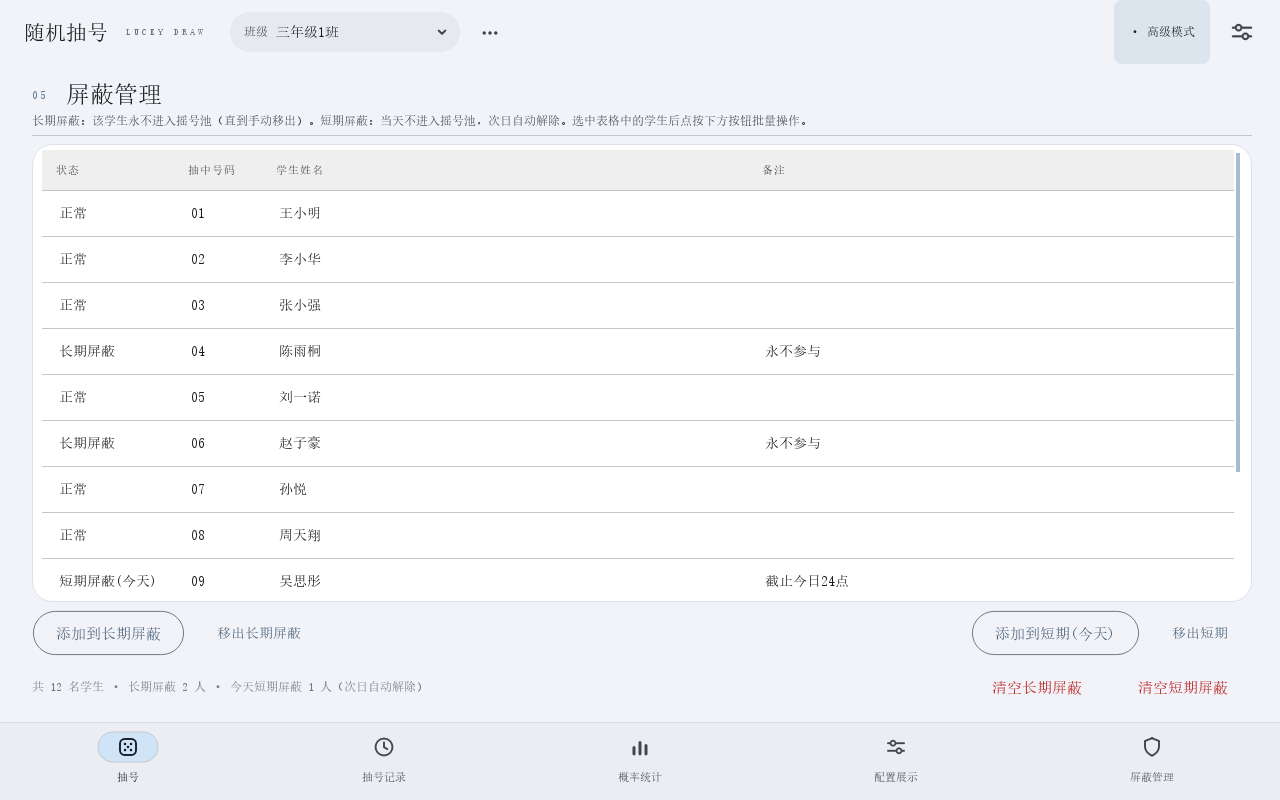 随机抽号 LUCKY DRAW 班级 三年级1班 ••• • 高级模式
05 屏蔽管理
长期屏蔽：该学生永不进入摇号池（直到手动移出）。短期屏蔽：当天不进入摇号池，次日自动解除。选中表格中的学生后点按下方按钮批量操作。
状态 抽中号码 学生姓名 备注
正常 01 王小明
正常 02 李小华
正常 03 张小强
长期屏蔽 04 陈雨桐 永不参与
正常 05 刘一诺
长期屏蔽 06 赵子豪 永不参与
正常 07 孙悦
正常 08 周天翔
短期屏蔽(今天) 09 吴思彤 截止今日24点
添加到长期屏蔽 移出长期屏蔽 添加到短期(今天) 移出短期
共 12 名学生 • 长期屏蔽 2 人 • 今天短期屏蔽 1 人（次日自动解除） 清空长期屏蔽 清空短期屏蔽
抽号 抽号记录 概率统计 配置展示 屏蔽管理